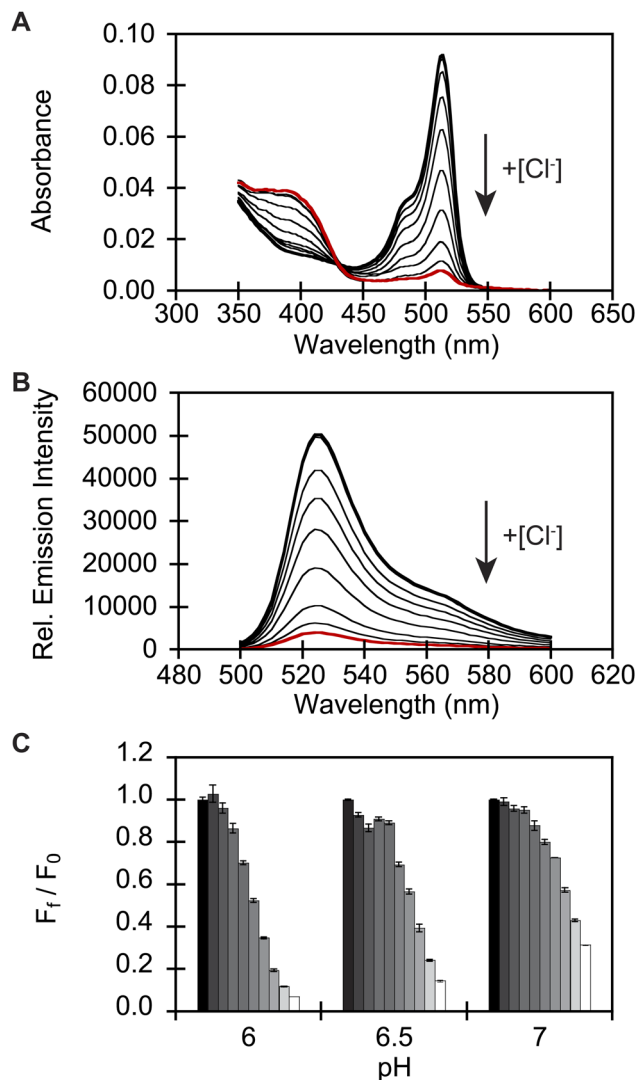 A
0.10
0.08
0.06
0.04
0.02
0.00
Absorbance
+[Cl-]
300 350 400 450 500 550 600 650
Wavelength (nm)
B
60000
50000
40000
30000
20000
10000
0
Rel. Emission Intensity
+[Cl-]
480 500 520 540 560 580 600 620
Wavelength (nm)
C
1.2
1.0
0.8
0.6
0.4
0.2
0.0
Ff / F0
6 6.5 7
pH